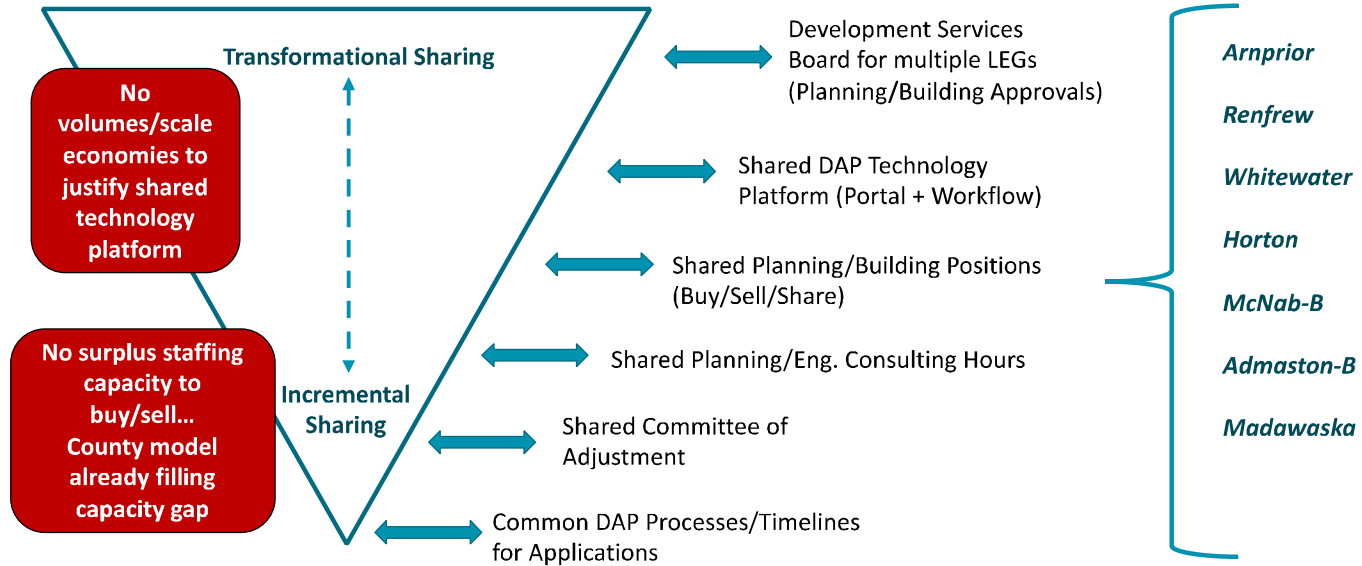 Transformational Sharing
No
volumes/scale
economies to
justify shared
technology
platform
No surplus staffing
capacity to
buy/sell…
County model
already filling
capacity gap
Incremental
Sharing
Development Services
Board for multiple LEGs
(Planning/Building Approvals)
Shared DAP Technology
Platform (Portal + Workflow)
Shared Planning/Building Positions
(Buy/Sell/Share)
Shared Planning/Eng. Consulting Hours
Shared Committee of
Adjustment
Common DAP Processes/Timelines
for Applications
Arnprior
Renfrew
Whitewater
Horton
McNab-B
Admaston-B
Madawaska